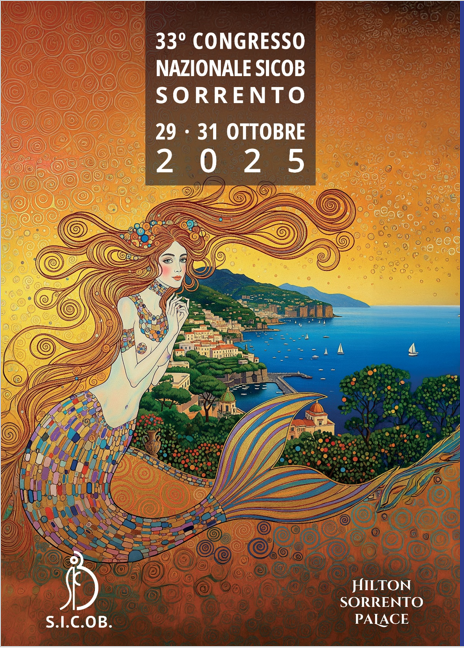 33º CONGRESSO
NAZIONALE SICOB
SORRENTO
29 · 31 OTTOBRE
2025
S.I.C.OB.
HILTON
SORRENTO
PALACE